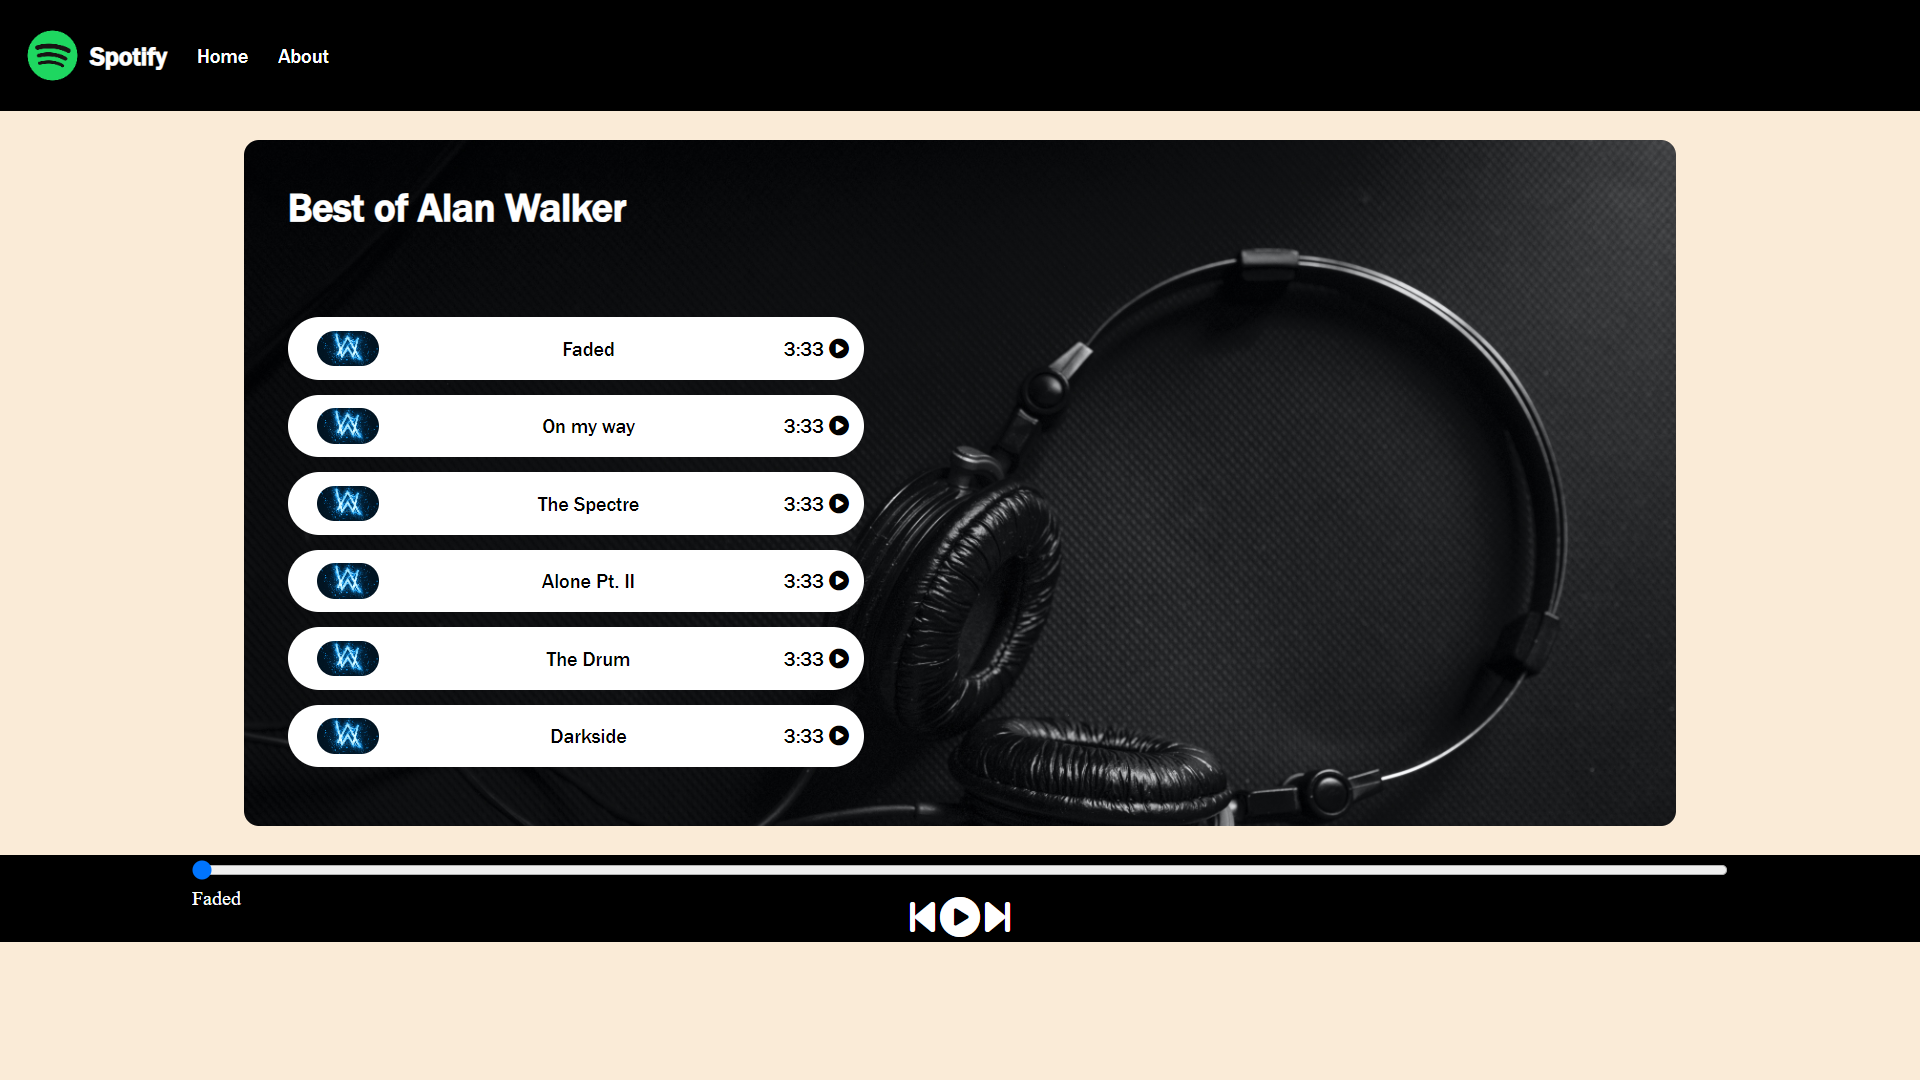 Spotify Home About
Best of Alan Walker
Faded 3:33
On my way 3:33
The Spectre 3:33
Alone Pt. II 3:33
The Drum 3:33
Darkside 3:33
Faded